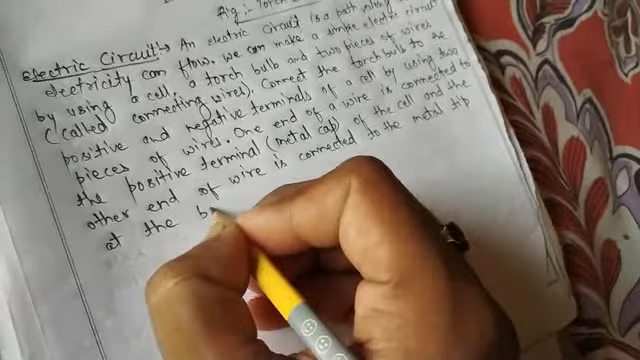 Fig:- Torch
electric Circuit:→ An electric circuit is a path
electricity can flow. we can make a simple electric circuit
by using a cell, a torch bulb and two pieces of wires
(called connecting wires). Connect the torch bulb to the
positive and negative terminals of a cell by using two
pieces of wires. One end of a wire is connected to
the positive terminal (metal cap) of the cell and the
other end of wire is connected to the metal tip
at the b